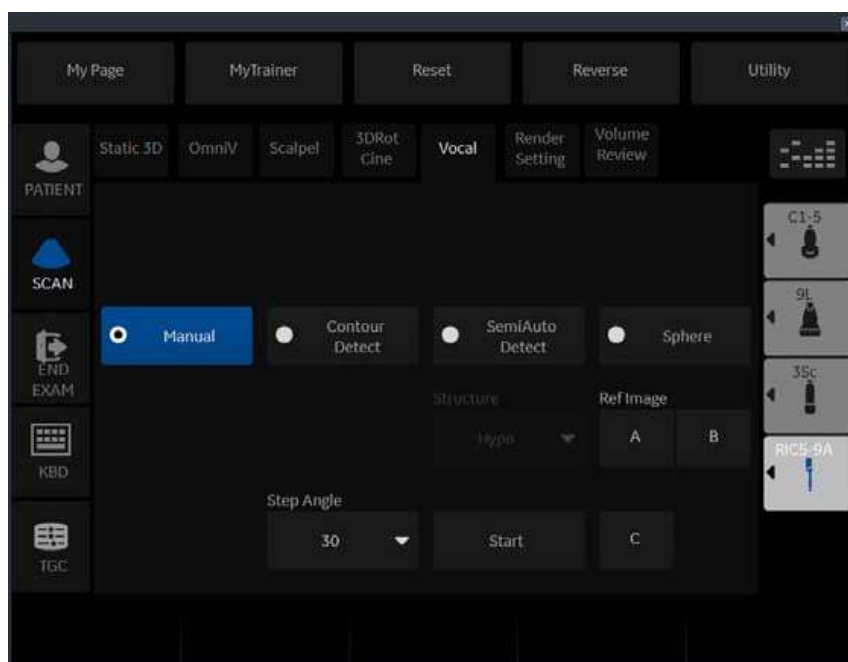 My Page
MyTrainer
Reset
Reverse
Utility
Static 3D
OmniV
Scalpel
3DRot
Cine
Vocal
Render
Setting
Volume
Review
PATIENT
SCAN
END
EXAM
KBD
TGC
Manual
Contour
Detect
SemiAuto
Detect
Sphere
Structure
Hypo
Ref Image
A
B
Step Angle
30
Start
C
C1-5
9L
3Sc
RIC5-9A